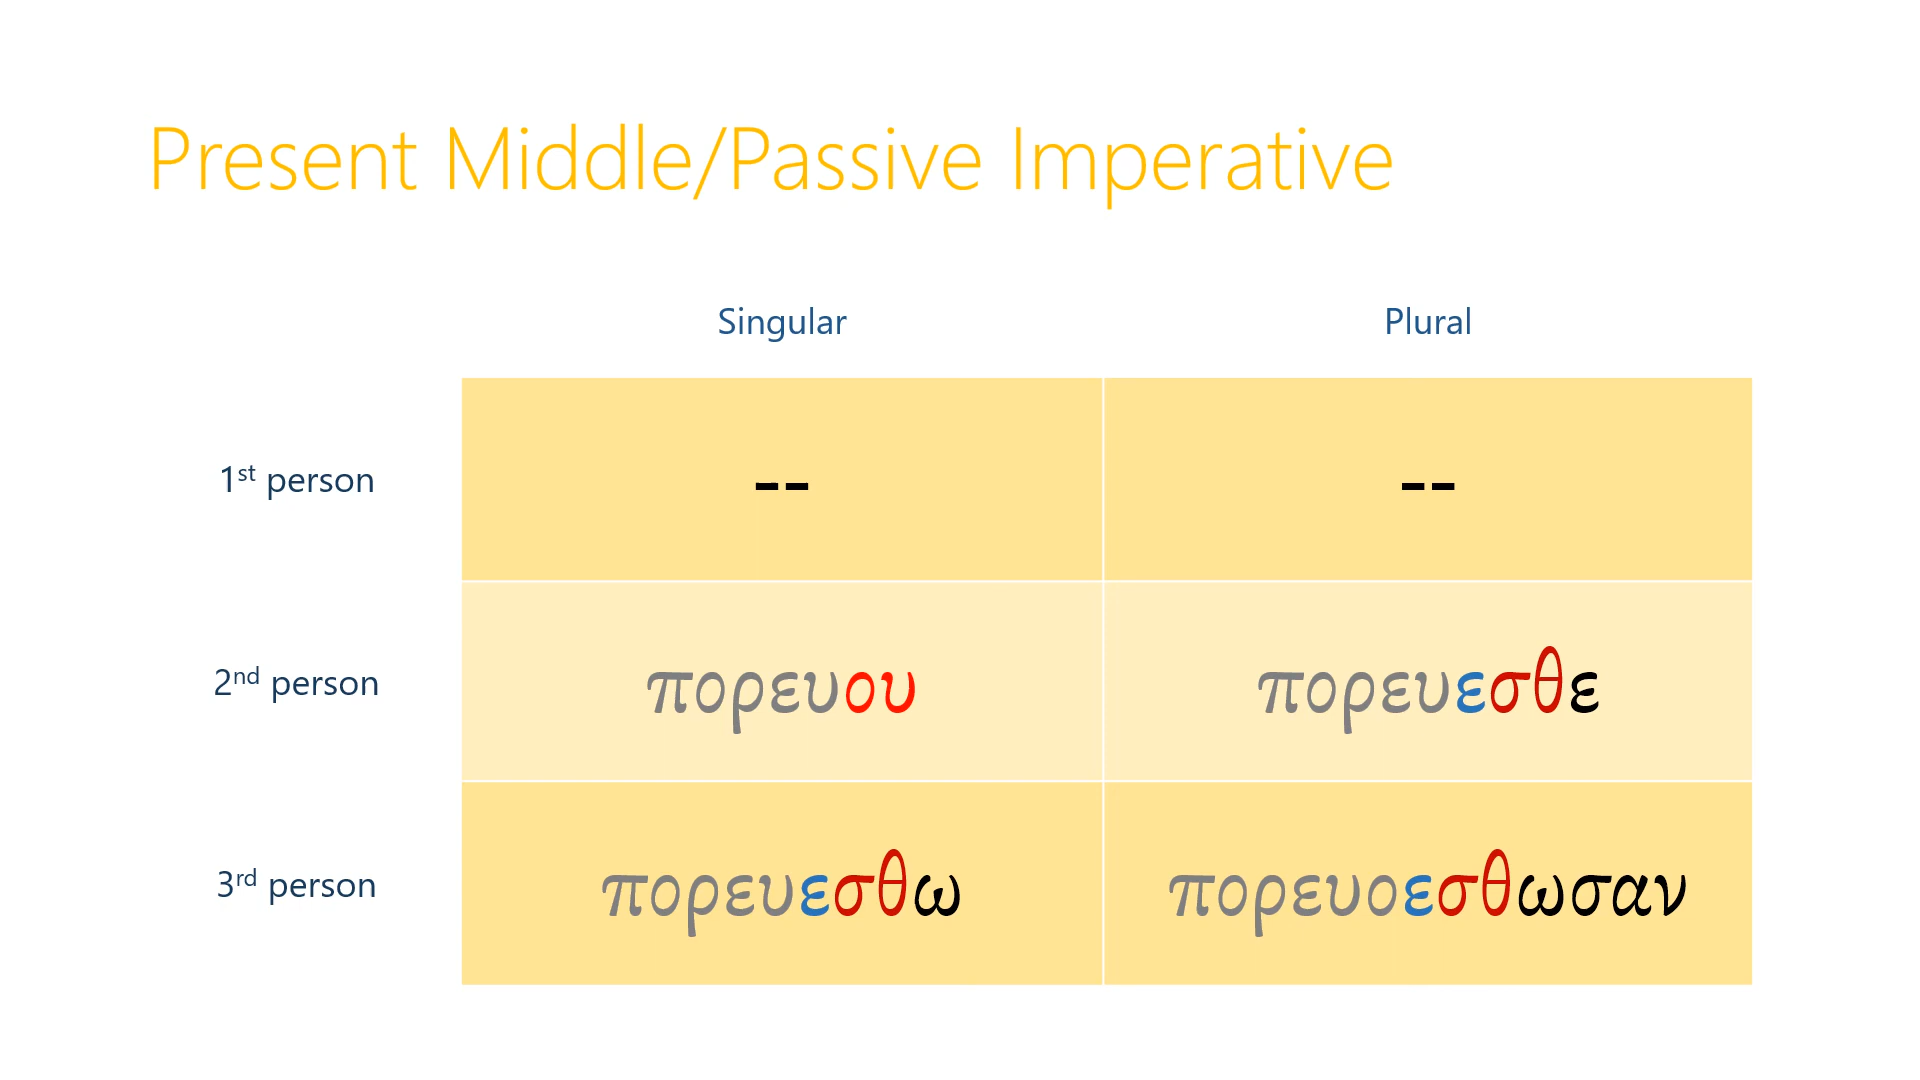 Present Middle/Passive Imperative
Singular Plural
1st person -- --
2nd person πορευου πορευεσθε
3rd person πορευεσθω πορευοεσθωσαν